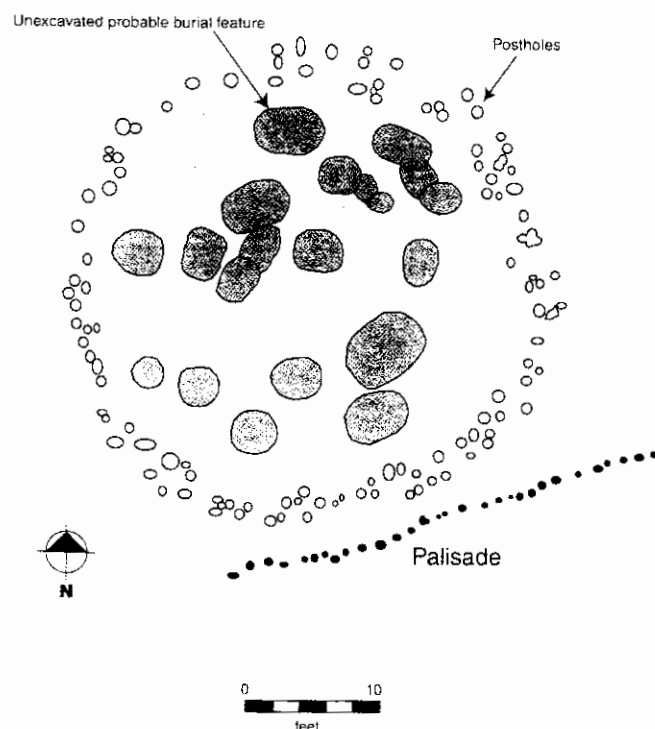 Unexcavated probable burial feature
Postholes
Palisade
N
0 10
feet